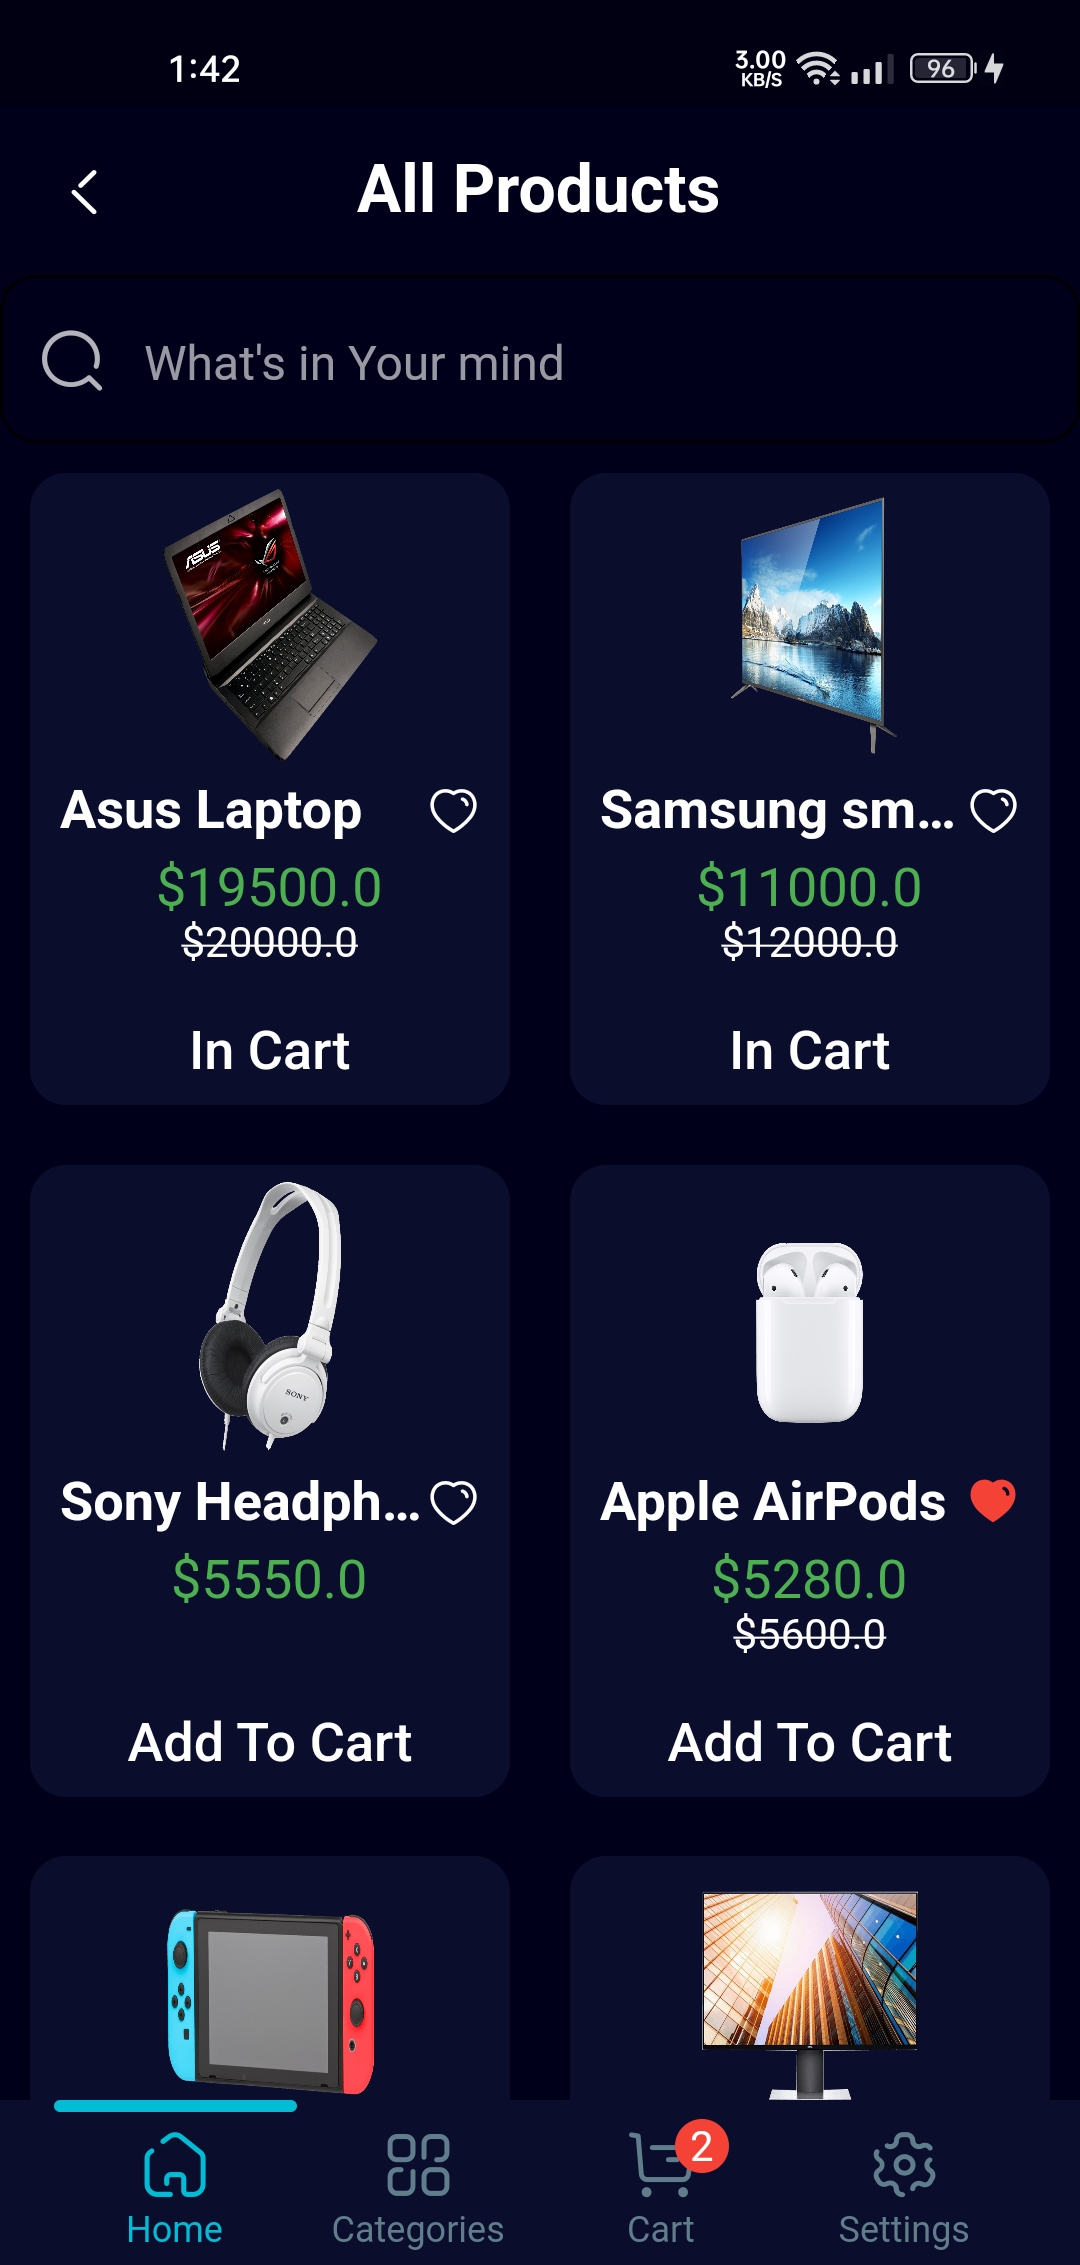 1:42
3.00
KB/S
96
All Products
What's in Your mind
ASUS
Asus Laptop
Samsung sm...
$19500.0
$11000.0
$20000.0
$12000.0
In Cart
In Cart
SONY
Sony Headph...
Apple AirPods
$5550.0
$5280.0
$5600.0
Add To Cart
Add To Cart
2
Home
Categories
Cart
Settings